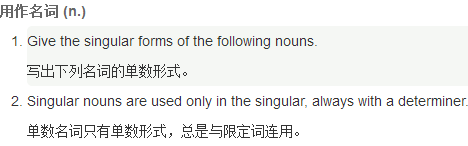 用作名词 (n.)
1. Give the singular forms of the following nouns.
写出下列名词的单数形式。
2. Singular nouns are used only in the singular, always with a determiner.
单数名词只有单数形式，总是与限定词连用。